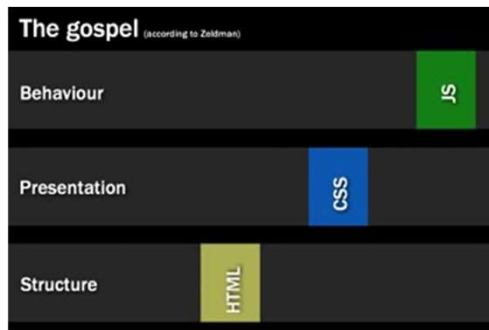 The gospel (according to Zeldman)
Behaviour JS
Presentation CSS
Structure HTML